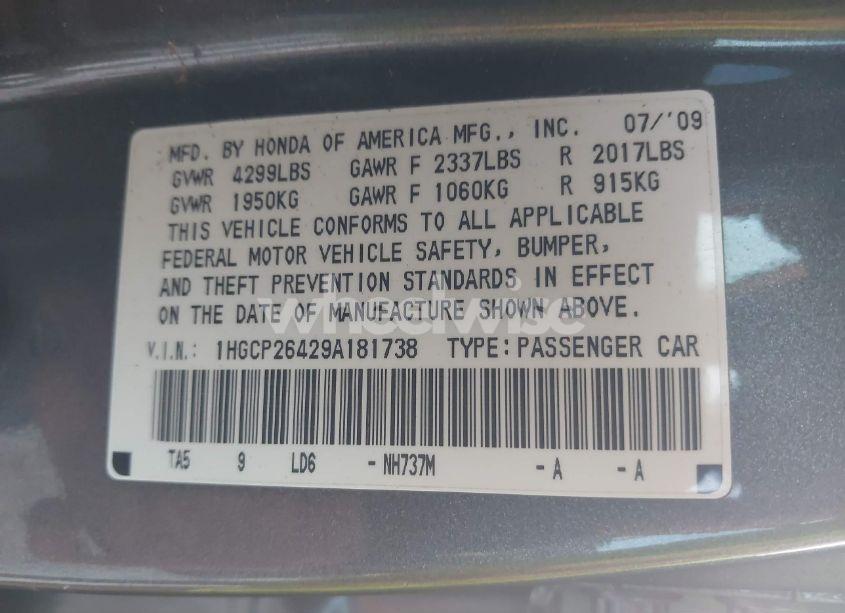 MFD. BY HONDA OF AMERICA MFG., INC. 07/'09
GVWR 4299LBS GAWR F 2337LBS R 2017LBS
GVWR 1950KG GAWR F 1060KG R 915KG
THIS VEHICLE CONFORMS TO ALL APPLICABLE
FEDERAL MOTOR VEHICLE SAFETY, BUMPER,
AND THEFT PREVENTION STANDARDS IN EFFECT
ON THE DATE OF MANUFACTURE SHOWN ABOVE.
wheelwise
V.I.N.: 1HGCP26429A181738 TYPE: PASSENGER CAR
TA5 9 LD6 - NH737M - A - A